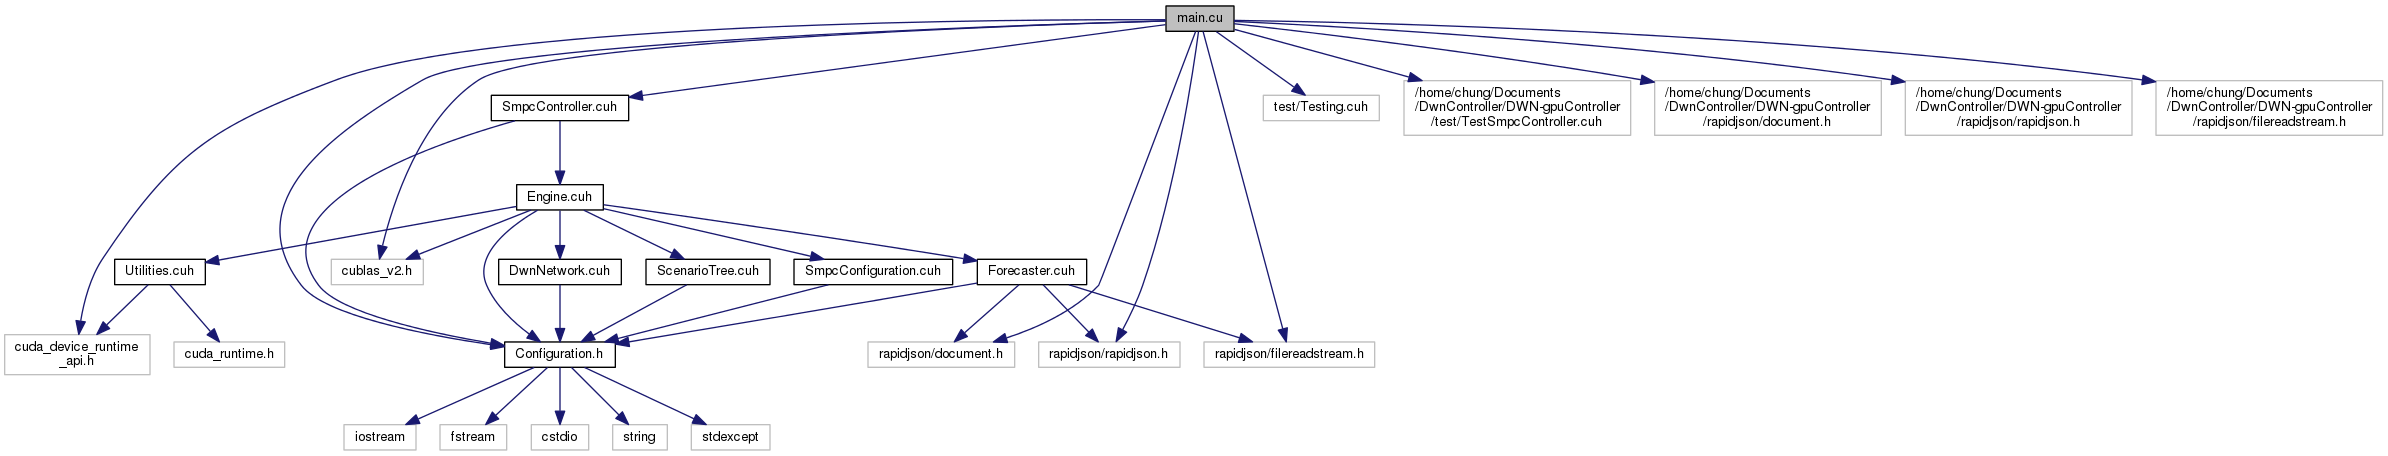 main.cu
SmpcController.cuh
test/Testing.cuh
/home/chung/Documents
/DwnController/DWN-gpuController
/test/TestSmpcController.cuh
/home/chung/Documents
/DwnController/DWN-gpuController
/rapidjson/document.h
/home/chung/Documents
/DwnController/DWN-gpuController
/rapidjson/rapidjson.h
/home/chung/Documents
/DwnController/DWN-gpuController
/rapidjson/filereadstream.h
Engine.cuh
Utilities.cuh
cublas_v2.h
DwnNetwork.cuh
ScenarioTree.cuh
SmpcConfiguration.cuh
Forecaster.cuh
cuda_device_runtime
_api.h
cuda_runtime.h
Configuration.h
rapidjson/document.h
rapidjson/rapidjson.h
rapidjson/filereadstream.h
iostream
fstream
cstdio
string
stdexcept